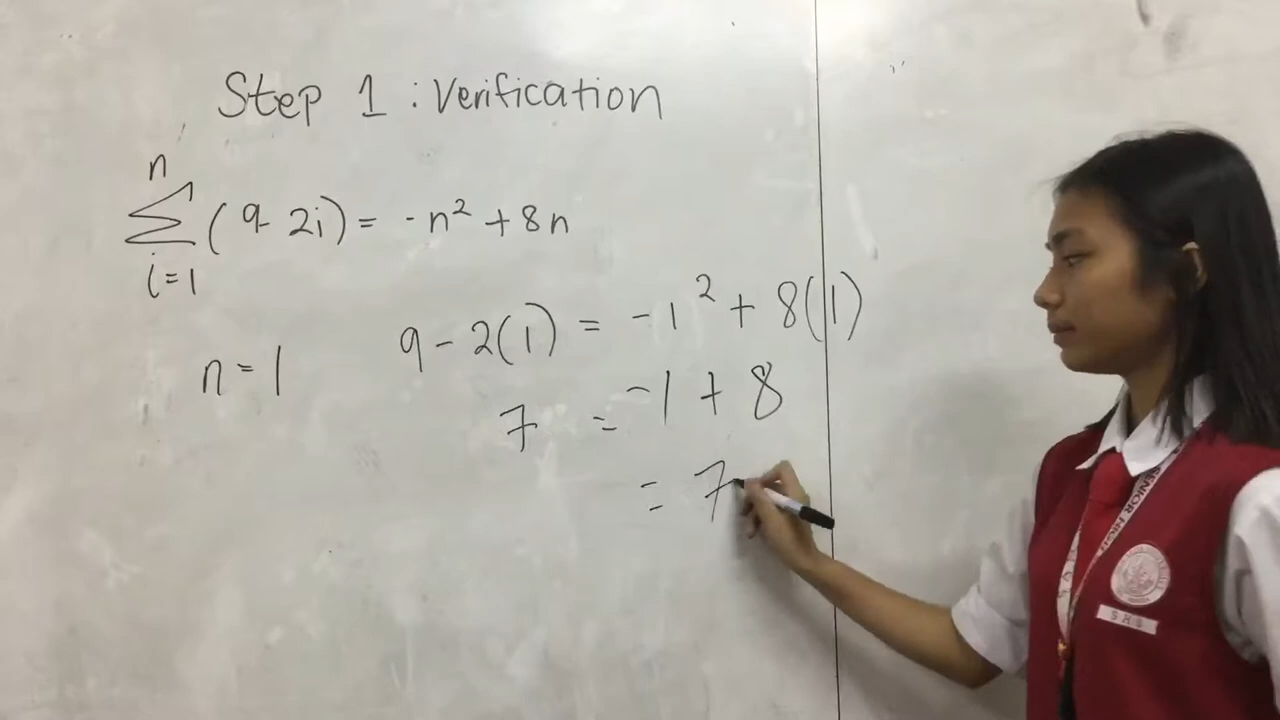 Step 1 : Verification
n
∑ ( 9- 2i) = -n² + 8n
i=1
9 - 2(1) = -1² + 8(1)
n = 1
7 = -1 + 8
= 7
SENIOR HIGH
SHS